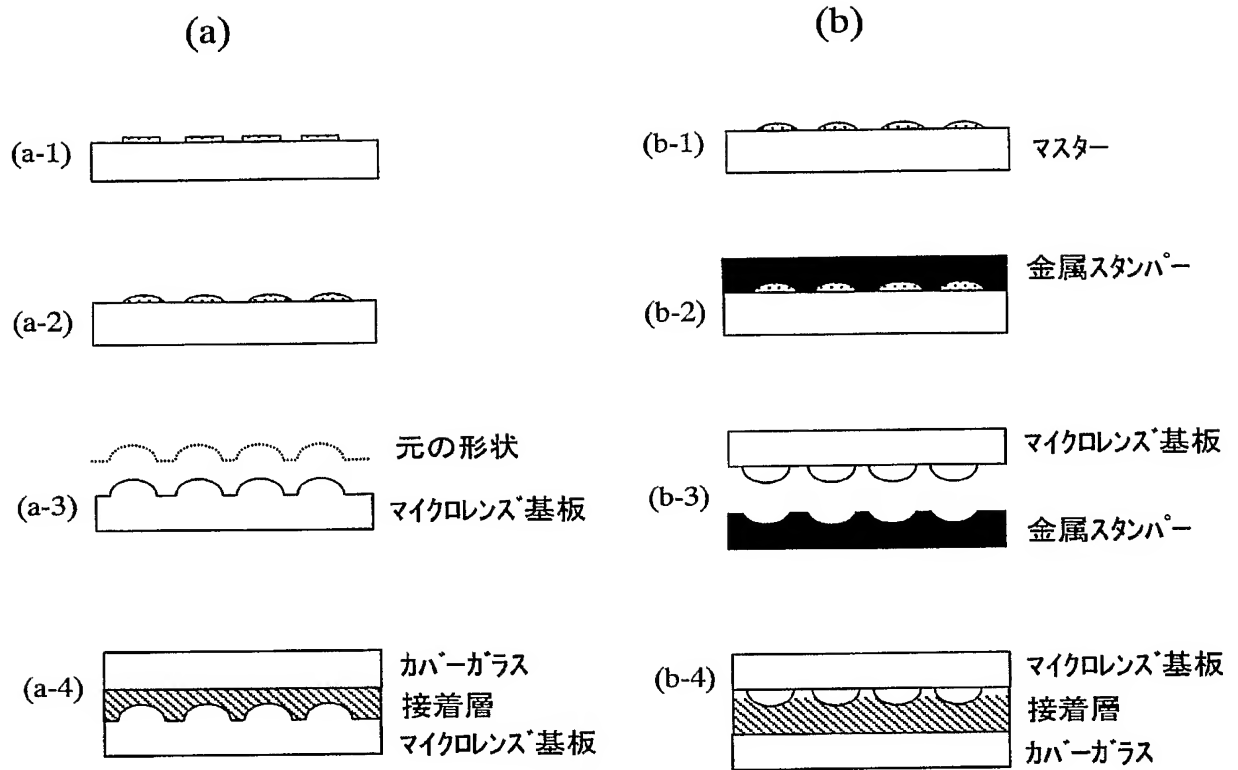 (a)
(a-1)
(a-2)
元の形状
(a-3)
マイクロレンズ基板
カバーガラス
(a-4)
接着層
マイクロレンズ基板
(b)
(b-1)
マスター
金属スタンパー
(b-2)
マイクロレンズ基板
(b-3)
金属スタンパー
マイクロレンズ基板
(b-4)
接着層
カバーガラス